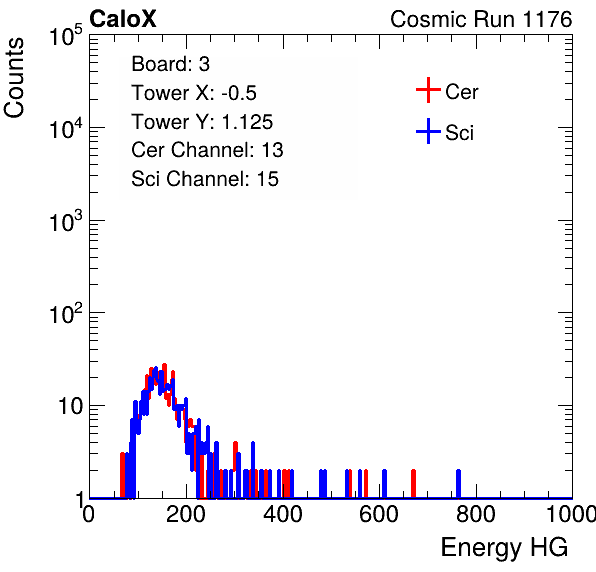 CaloX Cosmic Run 1176
Counts
Board: 3
Tower X: -0.5
Tower Y: 1.125
Cer Channel: 13
Sci Channel: 15
Cer
Sci
10^5
10^4
10^3
10^2
10
1
0 200 400 600 800 1000
Energy HG